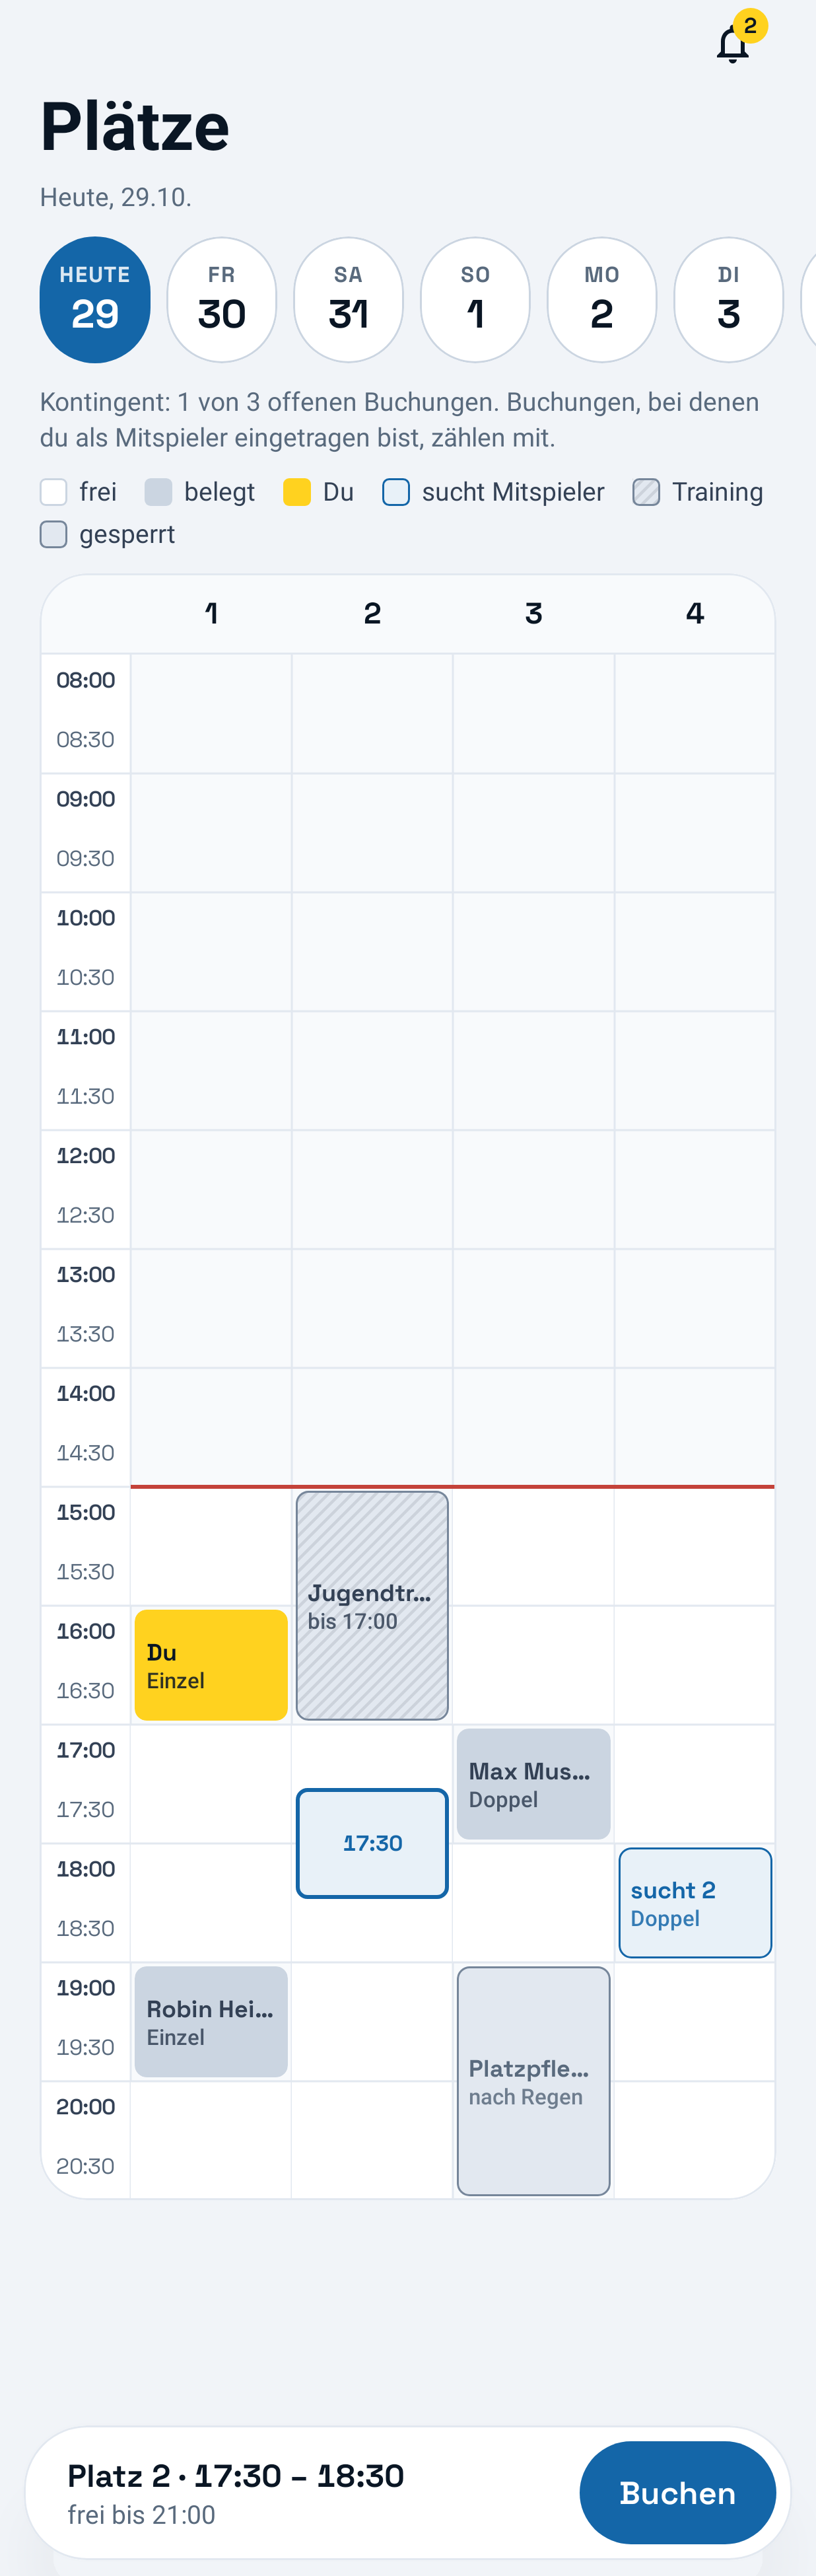 2
Plätze
Heute, 29.10.
HEUTE FR SA SO MO DI
29 30 31 1 2 3
Kontingent: 1 von 3 offenen Buchungen. Buchungen, bei denen
du als Mitspieler eingetragen bist, zählen mit.
frei belegt Du sucht Mitspieler Training
gesperrt
1 2 3 4
08:00
08:30
09:00
09:30
10:00
10:30
11:00
11:30
12:00
12:30
13:00
13:30
14:00
14:30
15:00
15:30
Jugendtr...
bis 17:00
16:00
Du
Einzel
16:30
17:00
Max Mus...
Doppel
17:30
17:30
18:00
sucht 2
Doppel
18:30
19:00
Robin Hei...
Einzel
19:30
Platzpfle...
nach Regen
20:00
20:30
Platz 2 · 17:30 – 18:30
frei bis 21:00
Buchen